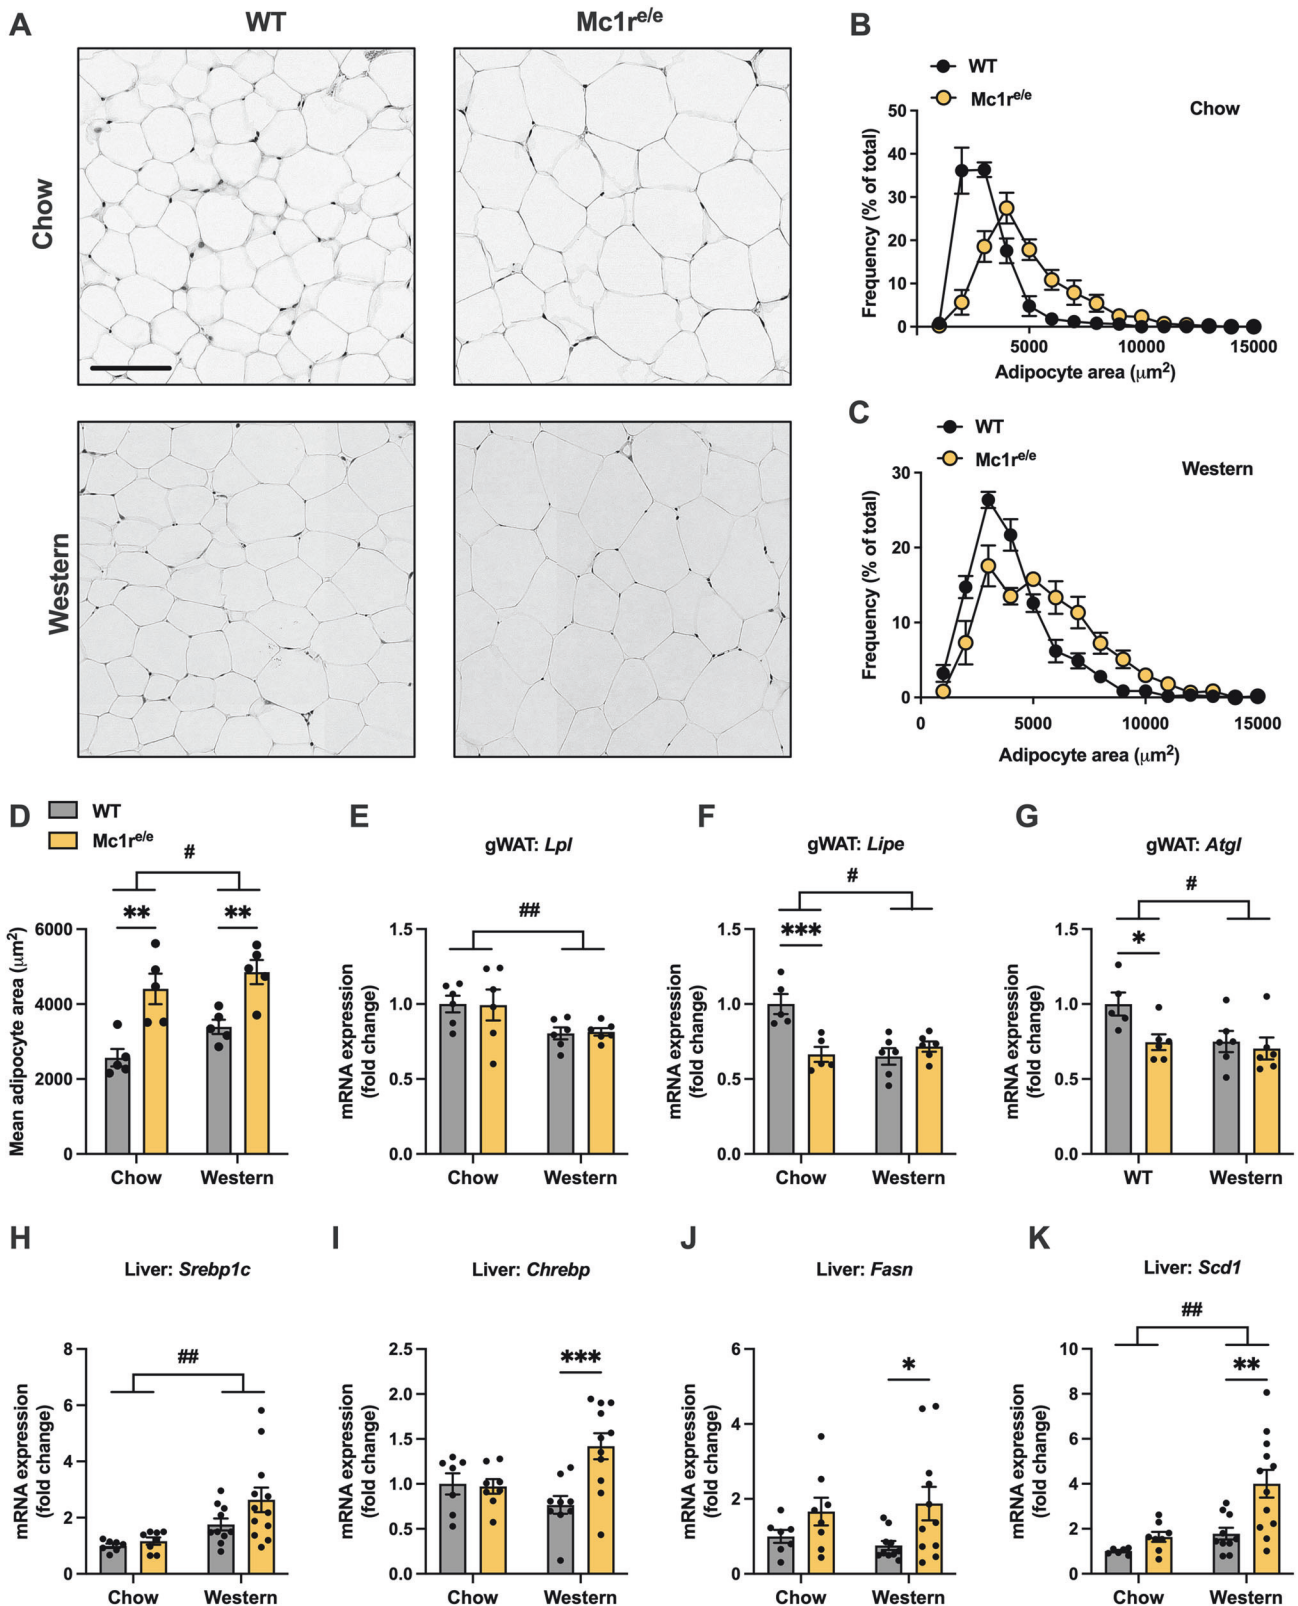 A
WT
Mc1re/e
Chow
Western
B
WT
Mc1re/e
Chow
Frequency (% of total)
50
40
30
20
10
0
5000
10000
15000
Adipocyte area (μm2)
C
WT
Mc1re/e
Western
Frequency (% of total)
30
20
10
0
0
5000
10000
15000
Adipocyte area (μm2)
D
WT
Mc1re/e
#
**
**
Mean adipocyte area (μm2)
6000
4000
2000
0
Chow
Western
E
gWAT: Lpl
##
mRNA expression
(fold change)
1.5
1.0
0.5
0.0
Chow
Western
F
gWAT: Lipe
#
***
mRNA expression
(fold change)
1.5
1.0
0.5
0.0
Chow
Western
G
gWAT: Atgl
#
*
mRNA expression
(fold change)
1.5
1.0
0.5
0.0
WT
Western
H
Liver: Srebp1c
##
mRNA expression
(fold change)
8
6
4
2
0
Chow
Western
I
Liver: Chrebp
***
mRNA expression
(fold change)
2.5
2.0
1.5
1.0
0.5
0.0
Chow
Western
J
Liver: Fasn
*
mRNA expression
(fold change)
6
4
2
0
Chow
Western
K
Liver: Scd1
##
**
mRNA expression
(fold change)
10
8
6
4
2
0
Chow
Western